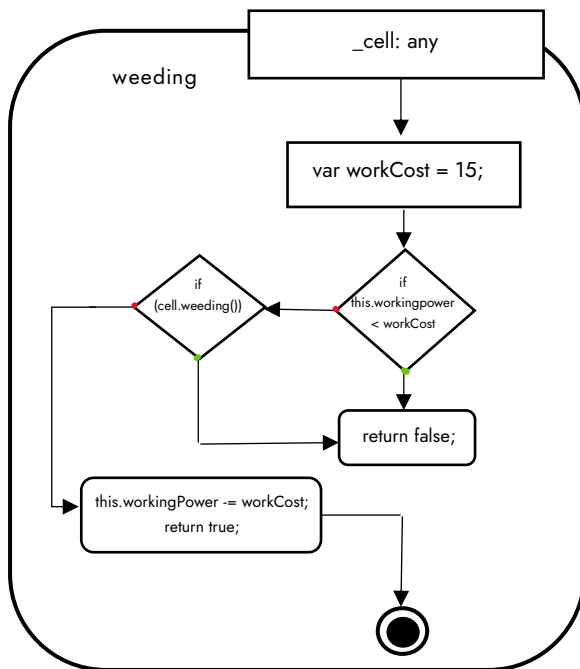 _cell: any
weeding
var workCost = 15;
if
this.workingpower
< workCost
if
(cell.weeding())
return false;
this.workingPower -= workCost;
return true;